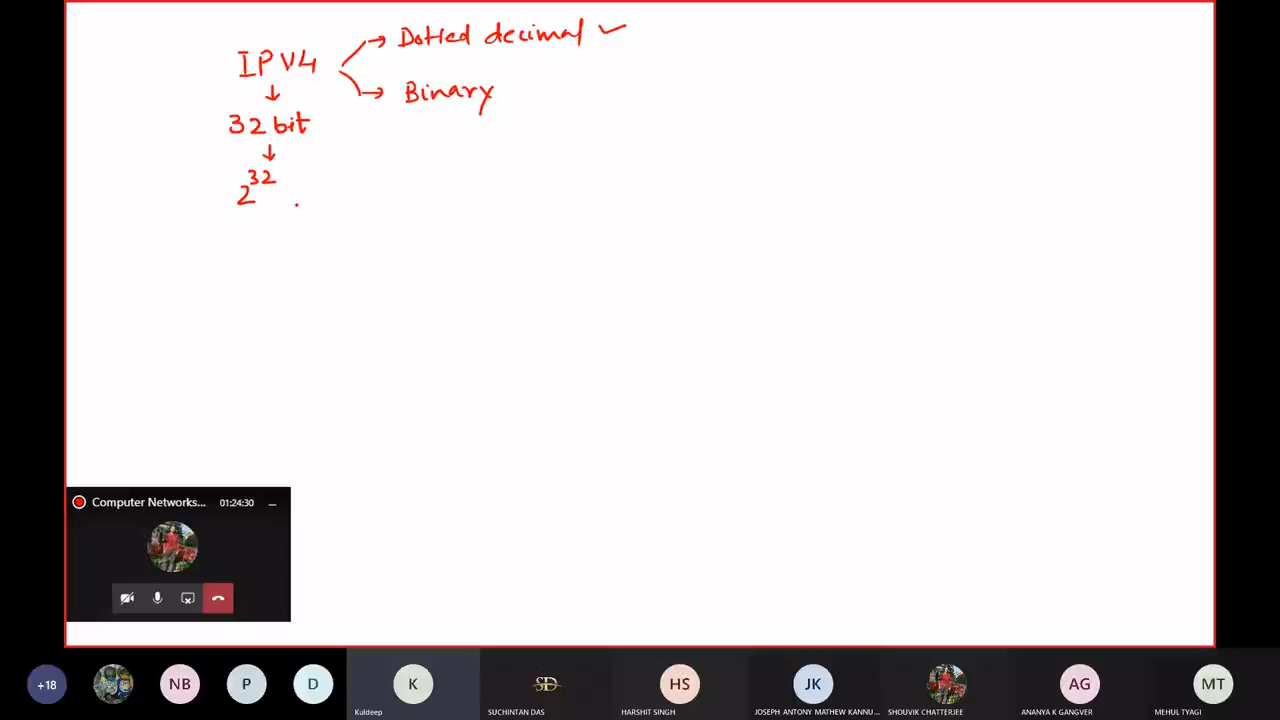 IPV4 → Dotted decimal ✓
→ Binary
↓
32 bit
↓
2^32
Computer Networks... 01:24:30
+18 NB P D K SD HS JK AG MT
Kuldeep SUCHINTAN DAS HARSHIT SINGH JOSEPH ANTONY MATHEW KANNU... SHOUVIK CHATTERJEE ANANYA K GANGVER MEHUL TYAGI